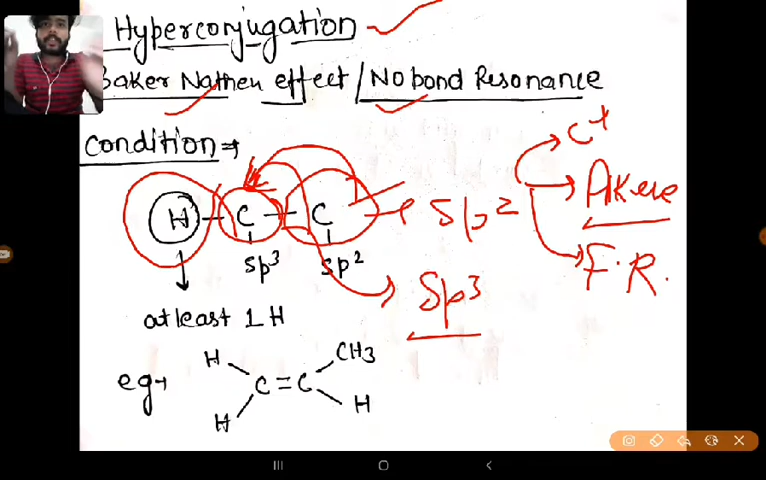 Hyperconjugation
Baker Nathen effect / No bond Resonance
Condition ⇒
H - C - C
sp³ sp²
sp²
C⁺
Alkene
F.R.
sp³
atleast 1 H
eg→
H
H
C = C
CH3
H